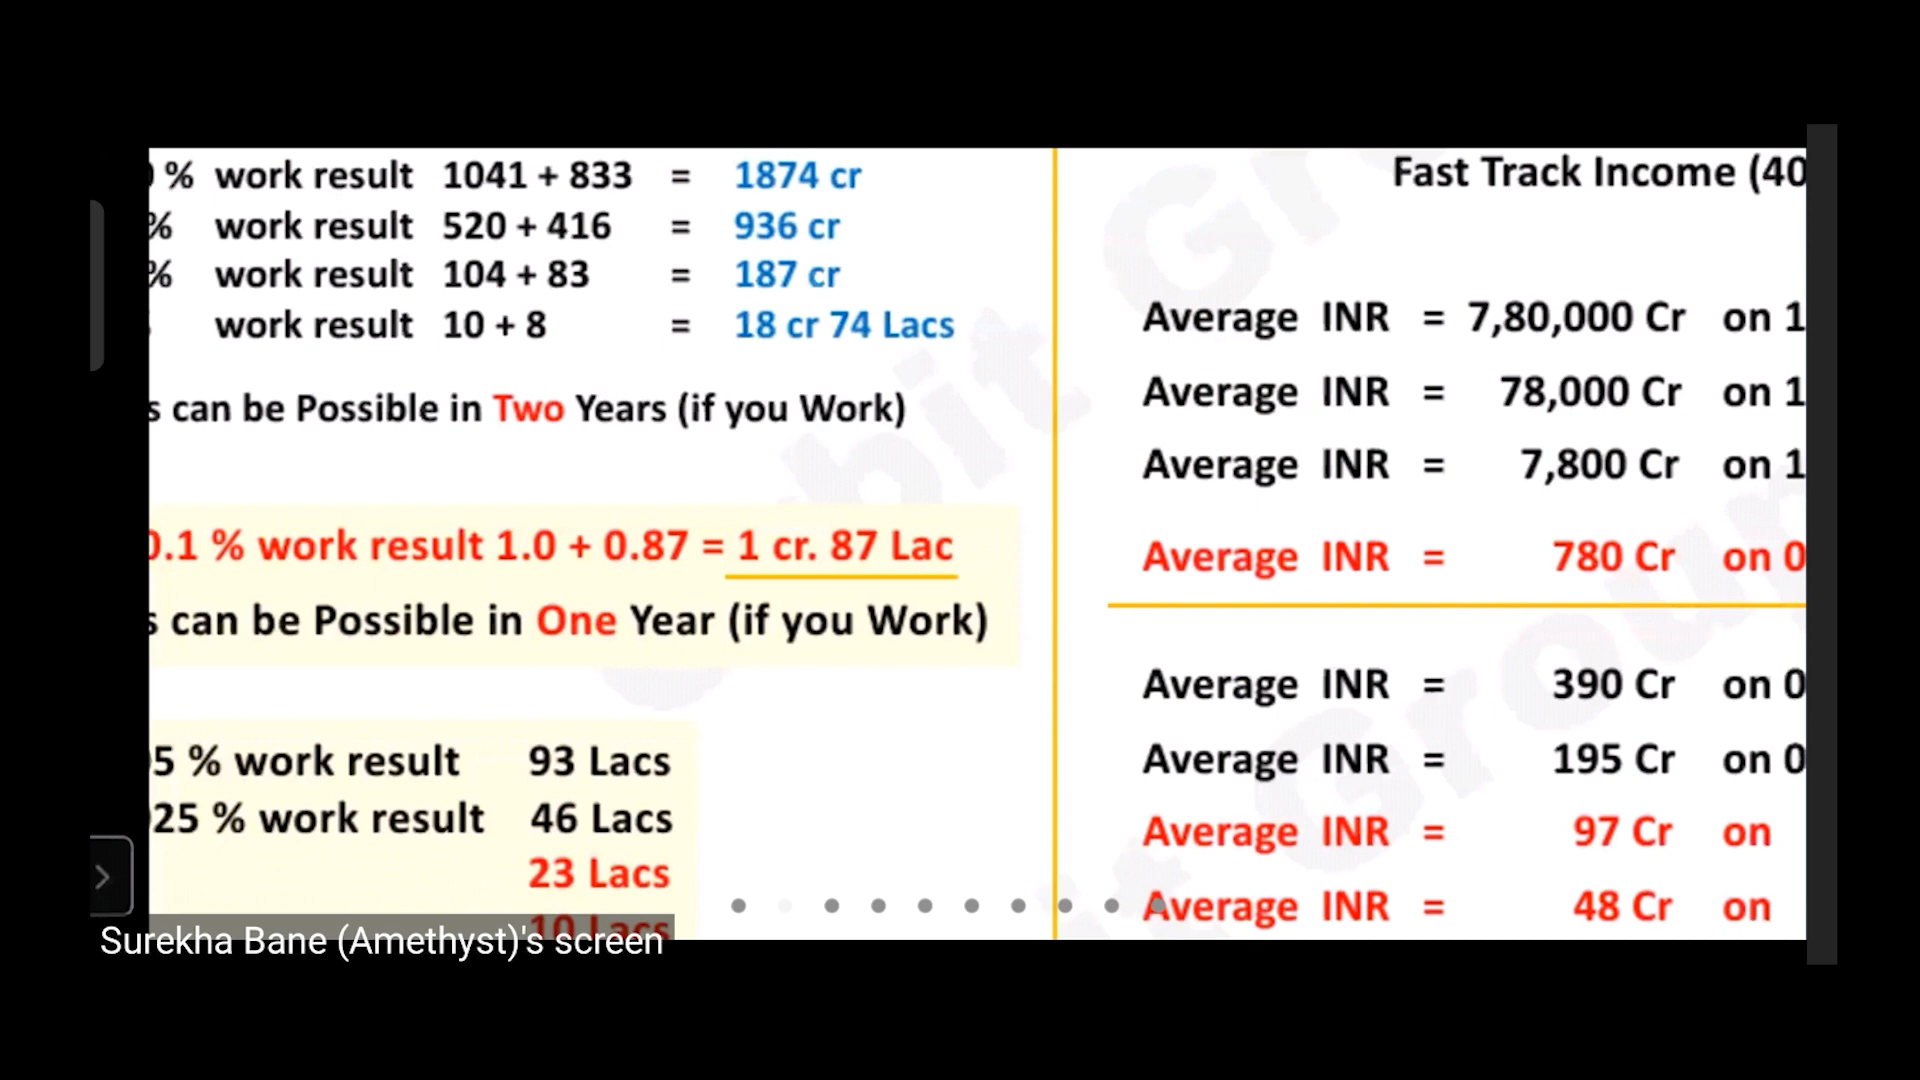 % work result 1041 + 833 = 1874 cr
% work result 520 + 416 = 936 cr
% work result 104 + 83 = 187 cr
work result 10 + 8 = 18 cr 74 Lacs
s can be Possible in Two Years (if you Work)
0.1 % work result 1.0 + 0.87 = 1 cr. 87 Lac
s can be Possible in One Year (if you Work)
5 % work result 93 Lacs
025 % work result 46 Lacs
23 Lacs
10 Lacs
Surekha Bane (Amethyst)'s screen
Fast Track Income (40
Average INR = 7,80,000 Cr on 1
Average INR = 78,000 Cr on 1
Average INR = 7,800 Cr on 1
Average INR = 780 Cr on 0
Average INR = 390 Cr on 0
Average INR = 195 Cr on 0
Average INR = 97 Cr on
Average INR = 48 Cr on